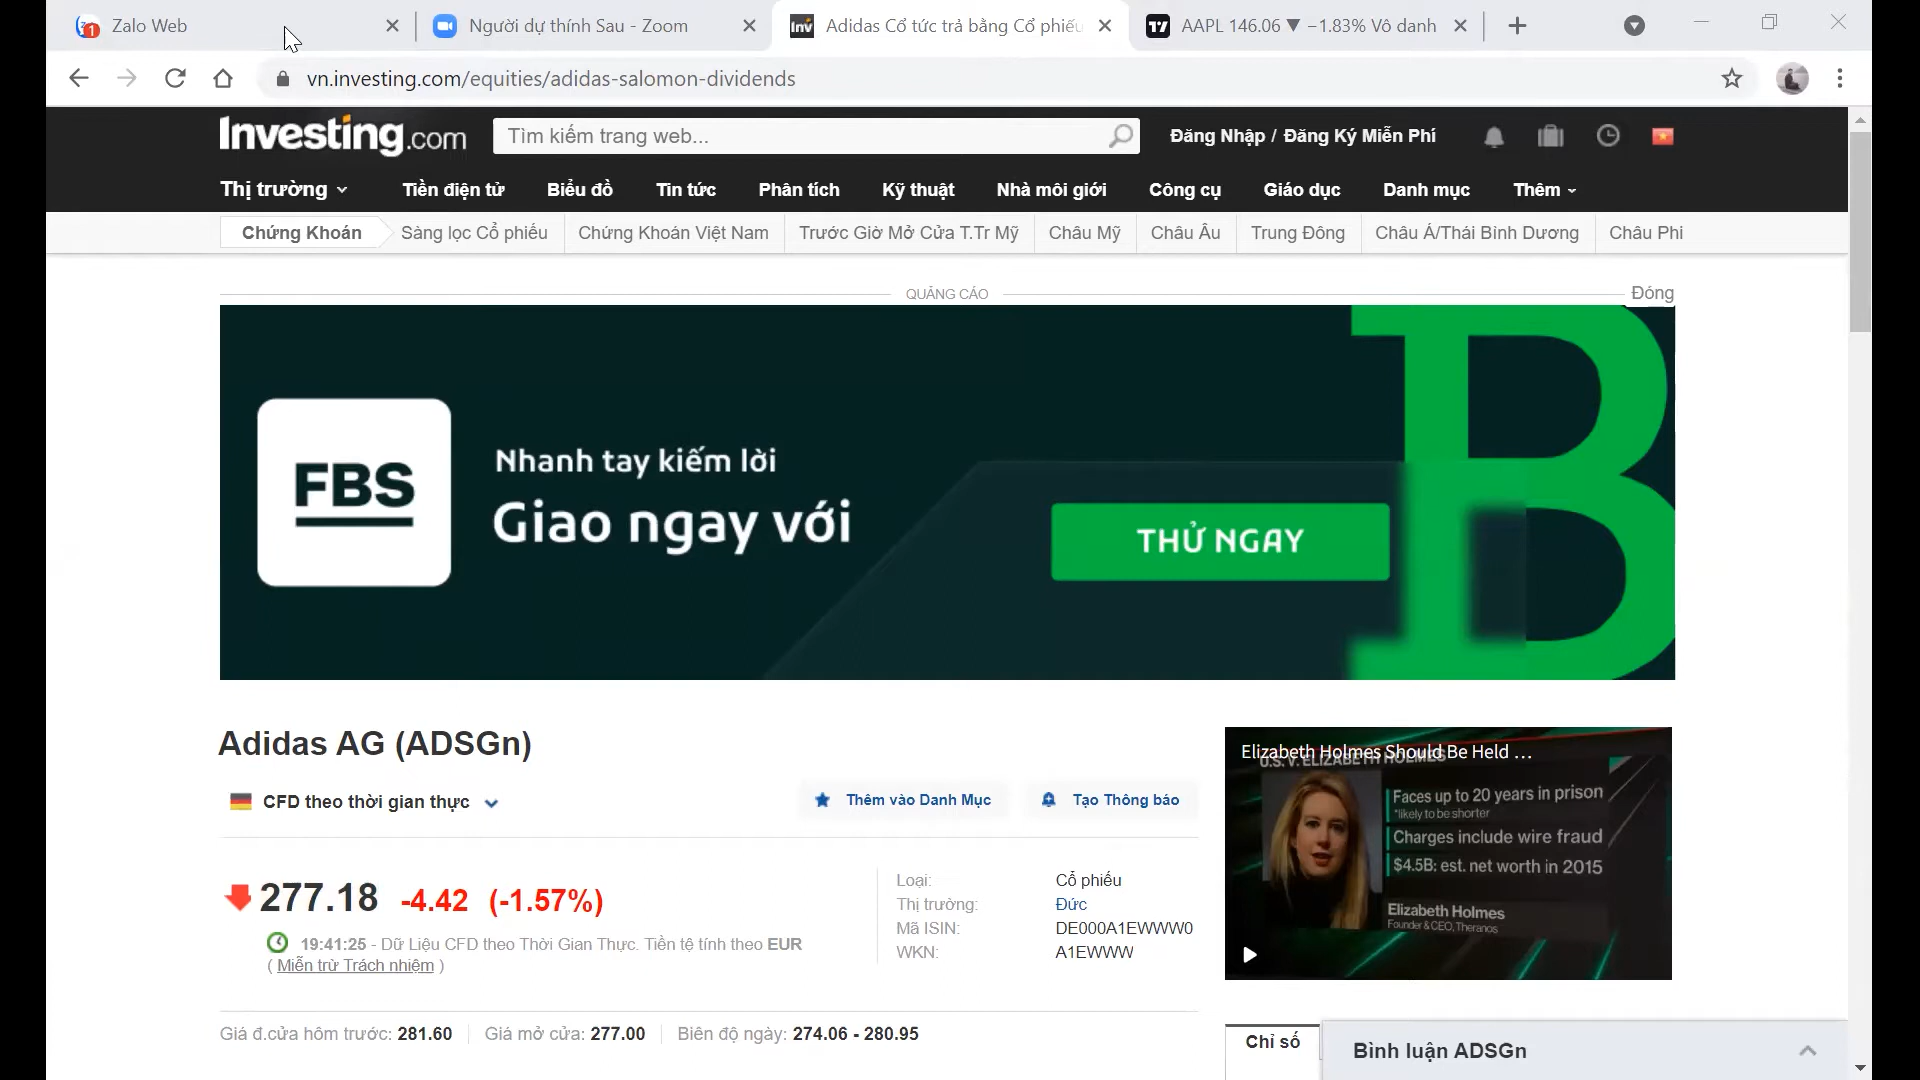 1 Zalo Web
Người dự thính Sau - Zoom
Inv Adidas Cổ tức trả bằng Cổ phiếu
AAPL 146.06 ▼ −1.83% Vô danh
vn.investing.com/equities/adidas-salomon-dividends
Investing.com
Tìm kiếm trang web...
Đăng Nhập / Đăng Ký Miễn Phí
Thị trường
Tiền điện tử
Biểu đồ
Tin tức
Phân tích
Kỹ thuật
Nhà môi giới
Công cụ
Giáo dục
Danh mục
Thêm
Chứng Khoán
Sàng lọc Cổ phiếu
Chứng Khoán Việt Nam
Trước Giờ Mở Cửa T.Tr Mỹ
Châu Mỹ
Châu Âu
Trung Đông
Châu Á/Thái Bình Dương
Châu Phi
QUẢNG CÁO
Đóng
FBS
Nhanh tay kiếm lời
Giao ngay với
THỬ NGAY
Adidas AG (ADSGn)
CFD theo thời gian thực
Thêm vào Danh Mục
Tạo Thông báo
277.18 -4.42 (-1.57%)
19:41:25 - Dữ Liệu CFD theo Thời Gian Thực. Tiền tệ tính theo EUR
( Miễn trừ Trách nhiệm )
Loại: Cổ phiếu
Thị trường: Đức
Mã ISIN: DE000A1EWWW0
WKN: A1EWWW
Elizabeth Holmes Should Be Held …
U.S. V. ELIZABETH HOLMES
Faces up to 20 years in prison
*likely to be shorter
Charges include wire fraud
$4.5B: est. net worth in 2015
Elizabeth Holmes
Founder & CEO, Theranos
Giá đ.cửa hôm trước: 281.60
Giá mở cửa: 277.00
Biên độ ngày: 274.06 - 280.95
Chỉ số
Bình luận ADSGn